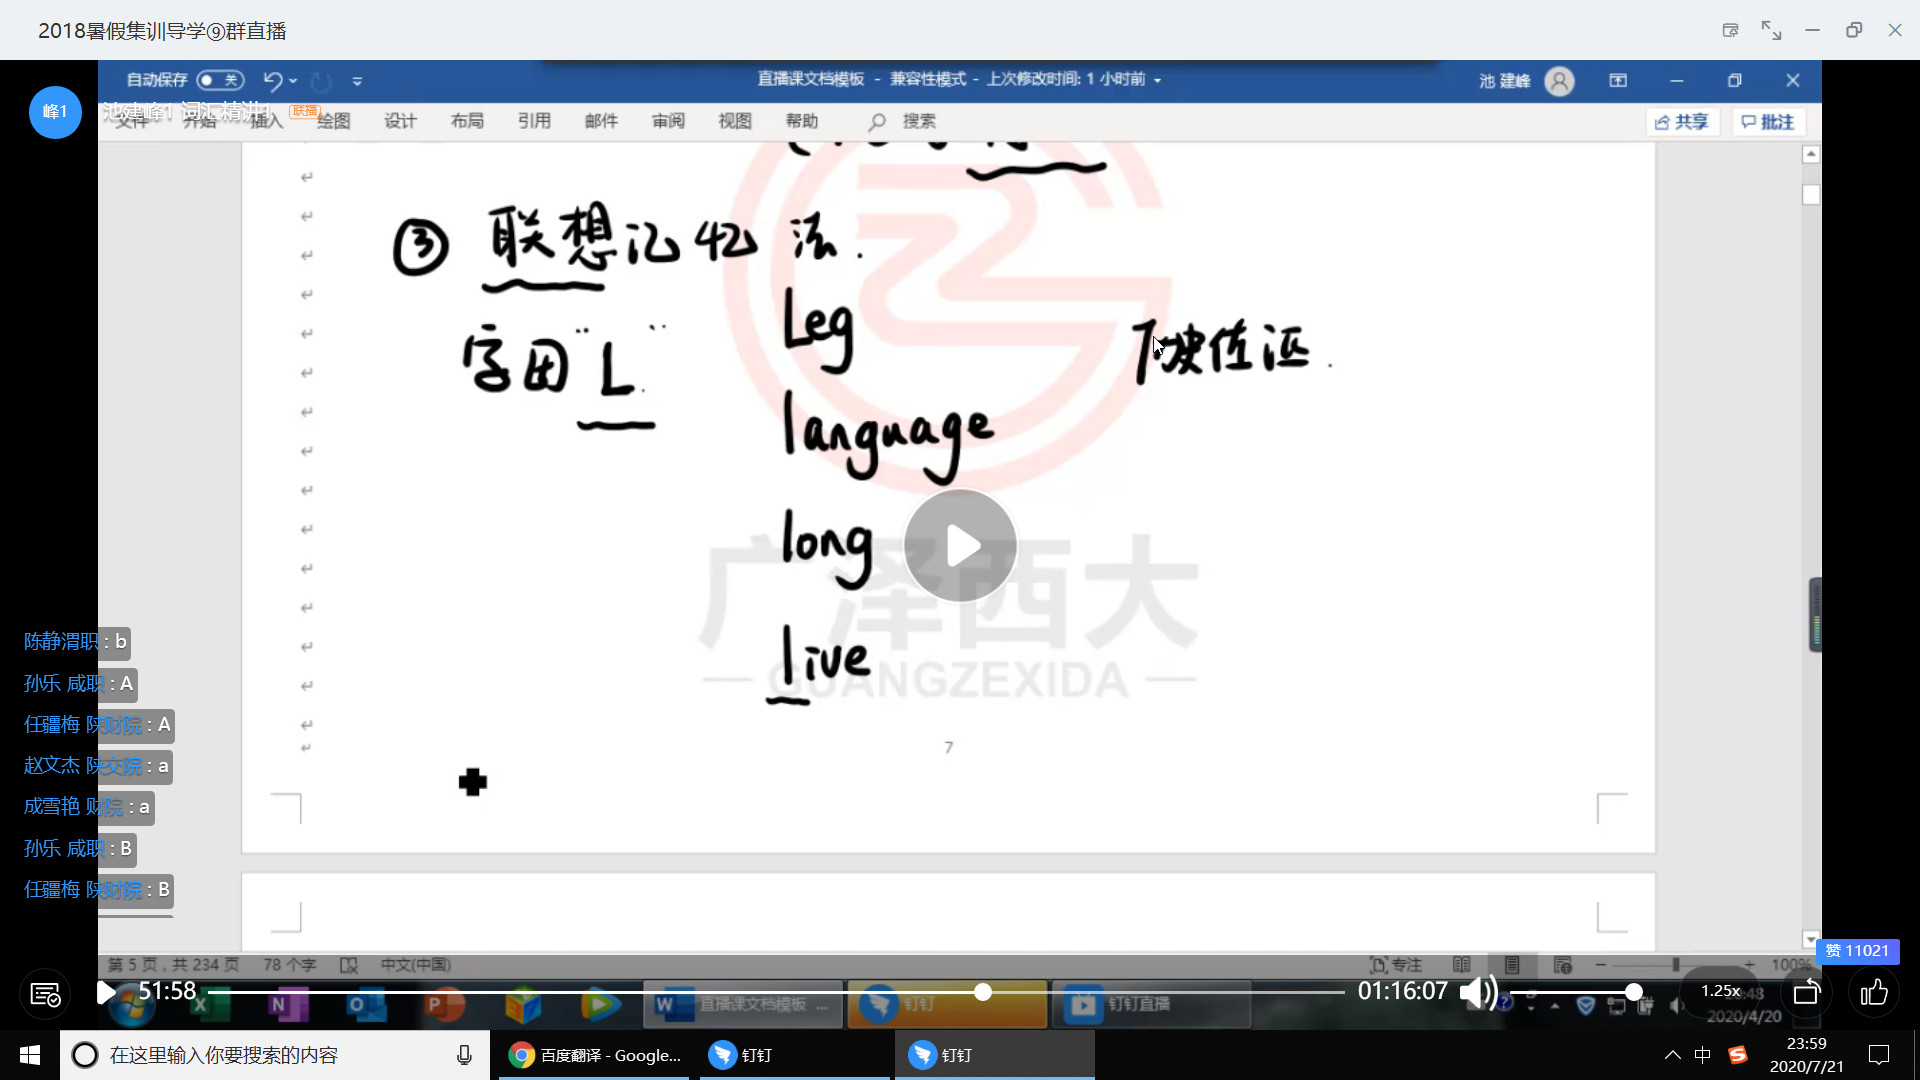 2018暑假集训导学⑨群直播
自动保存 关
直播课文档模板 - 兼容性模式 - 上次修改时间: 1 小时前
池 建峰
峰1
池建峰1 词汇精讲1 联播
文件 开始 插入 绘图 设计 布局 引用 邮件 审阅 视图 帮助 搜索
共享 批注
③ 联想记忆法.
字母"L"
Leg
language
long
live
驶证.
广泽西大
— GUANGZEXIDA —
7
陈静渭职 : b
孙乐 咸职 : A
任疆梅 陕财院 : A
赵文杰 陕交院 : a
成雪艳 财院 : a
孙乐 咸职 : B
任疆梅 陕财院 : B
赞 11021
第 5 页，共 234 页 78 个字 中文(中国)
专注 100%
51:58
01:16:07
1.25x
直播课文档模板 ...
钉钉
钉钉直播
2020/4/20
在这里输入你要搜索的内容
百度翻译 - Google...
钉钉
钉钉
中
23:59
2020/7/21